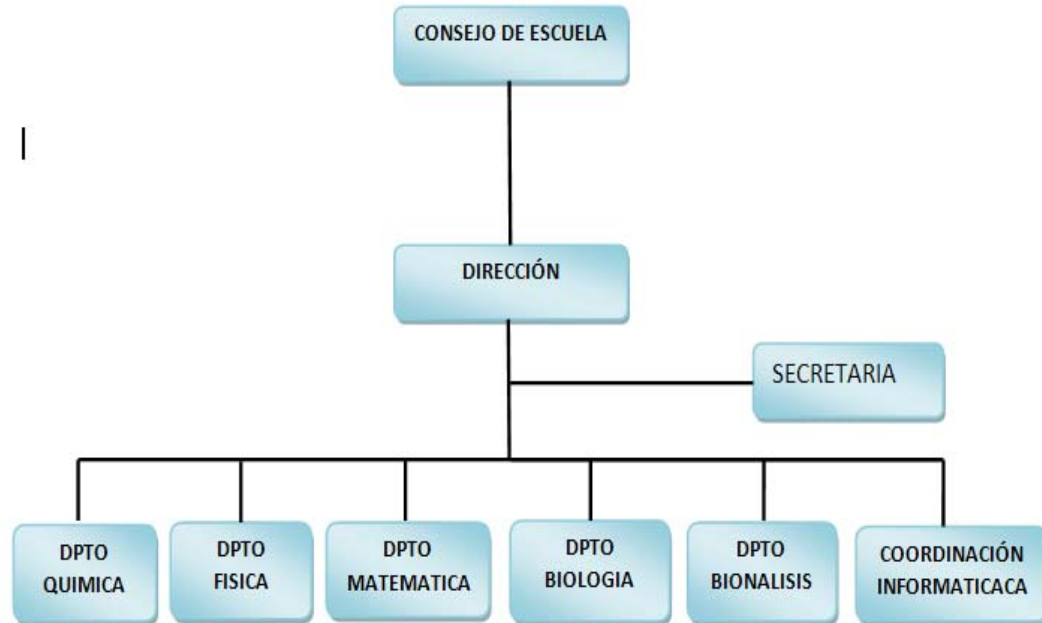 CONSEJO DE ESCUELA
DIRECCIÓN
SECRETARIA
DPTO
QUIMICA
DPTO
FISICA
DPTO
MATEMATICA
DPTO
BIOLOGIA
DPTO
BIONALISIS
COORDINACIÓN
INFORMATICACA